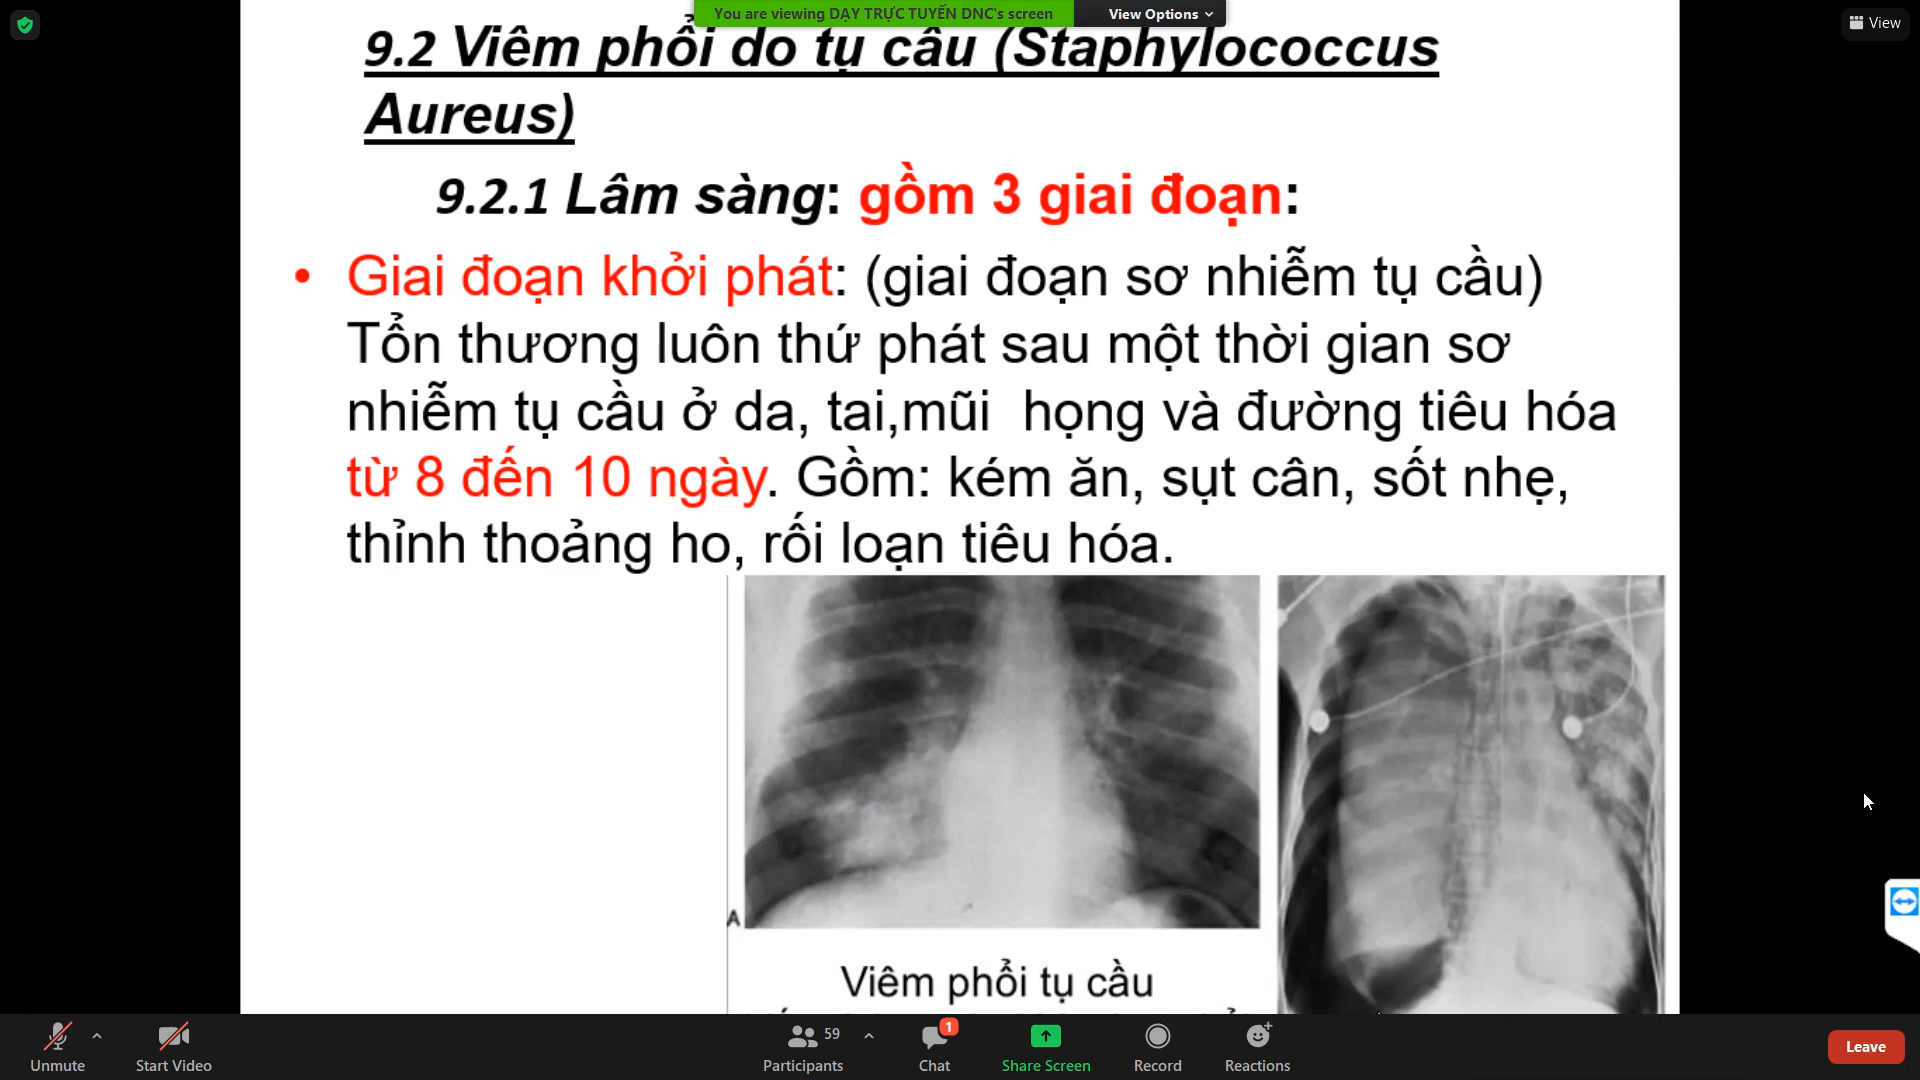 You are viewing DẠY TRỰC TUYẾN DNC's screen
View Options
View
9.2 Viêm phổi do tụ cầu (Staphylococcus
Aureus)
9.2.1 Lâm sàng: gồm 3 giai đoạn:
• Giai đoạn khởi phát: (giai đoạn sơ nhiễm tụ cầu)
Tổn thương luôn thứ phát sau một thời gian sơ
nhiễm tụ cầu ở da, tai,mũi họng và đường tiêu hóa
từ 8 đến 10 ngày. Gồm: kém ăn, sụt cân, sốt nhẹ,
thỉnh thoảng ho, rối loạn tiêu hóa.
A
Viêm phổi tụ cầu
Unmute
Start Video
59
Participants
1
Chat
Share Screen
Record
Reactions
Leave